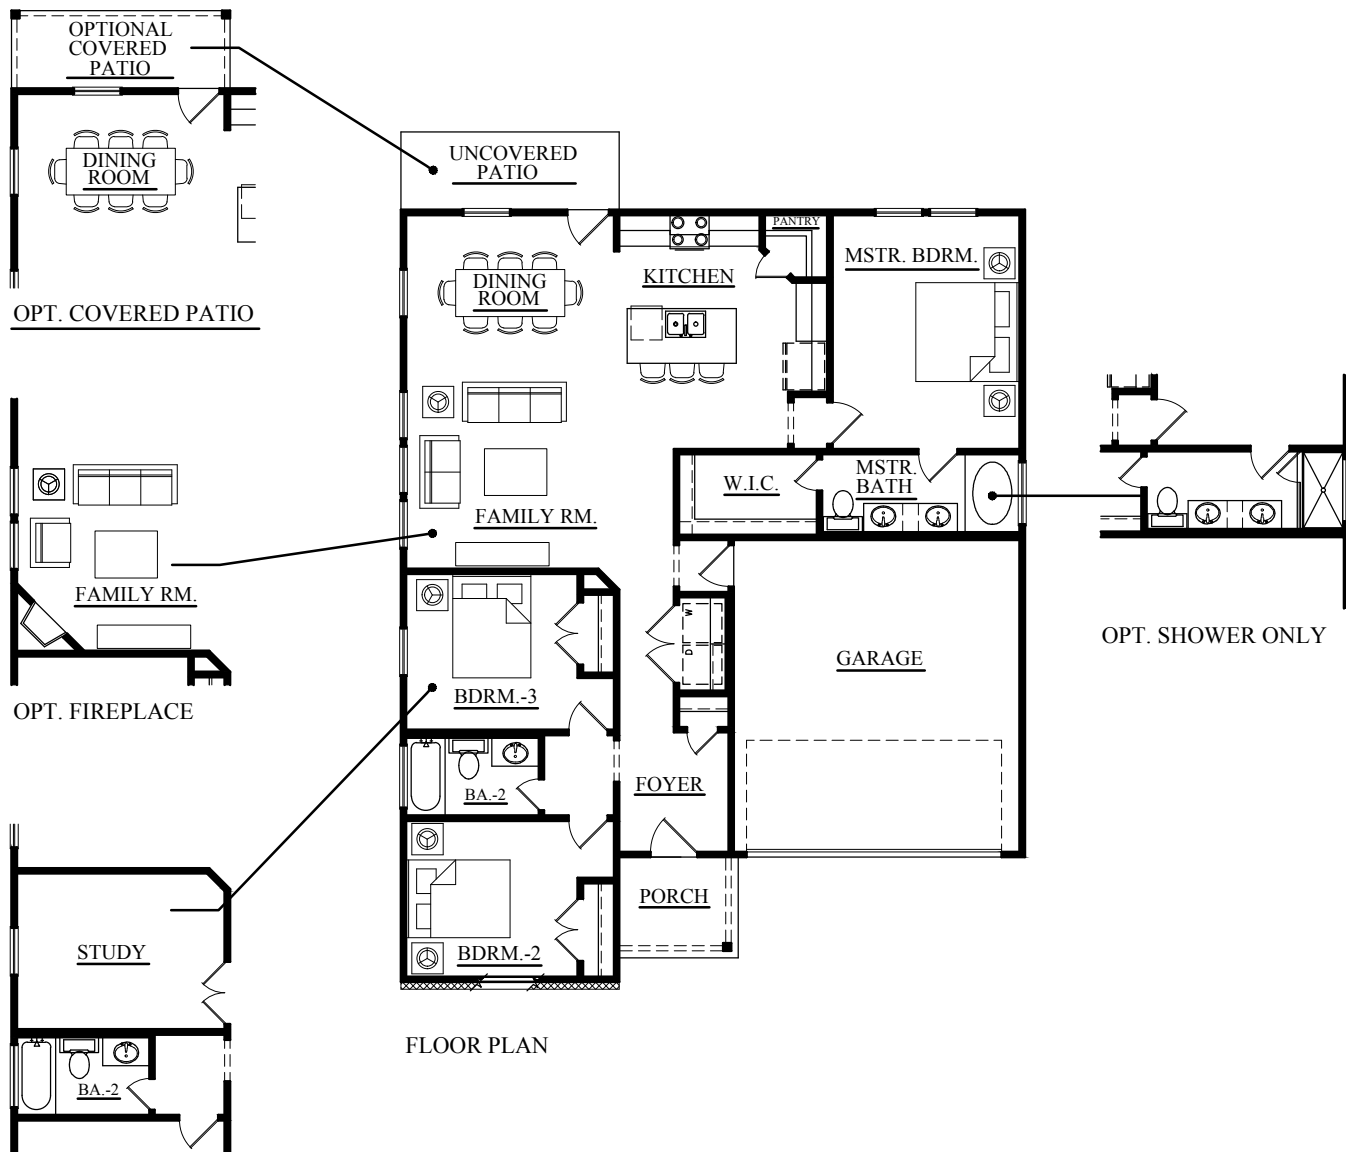 OPTIONAL
COVERED
PATIO
DINING
ROOM
OPT. COVERED PATIO
UNCOVERED
PATIO
DINING
ROOM
KITCHEN
PANTRY
MSTR. BDRM.
FAMILY RM.
W.I.C.
MSTR.
BATH
FAMILY RM.
OPT. FIREPLACE
OPT. SHOWER ONLY
W
D
GARAGE
BDRM.-3
BA.-2
FOYER
PORCH
BDRM.-2
STUDY
BA.-2
FLOOR PLAN